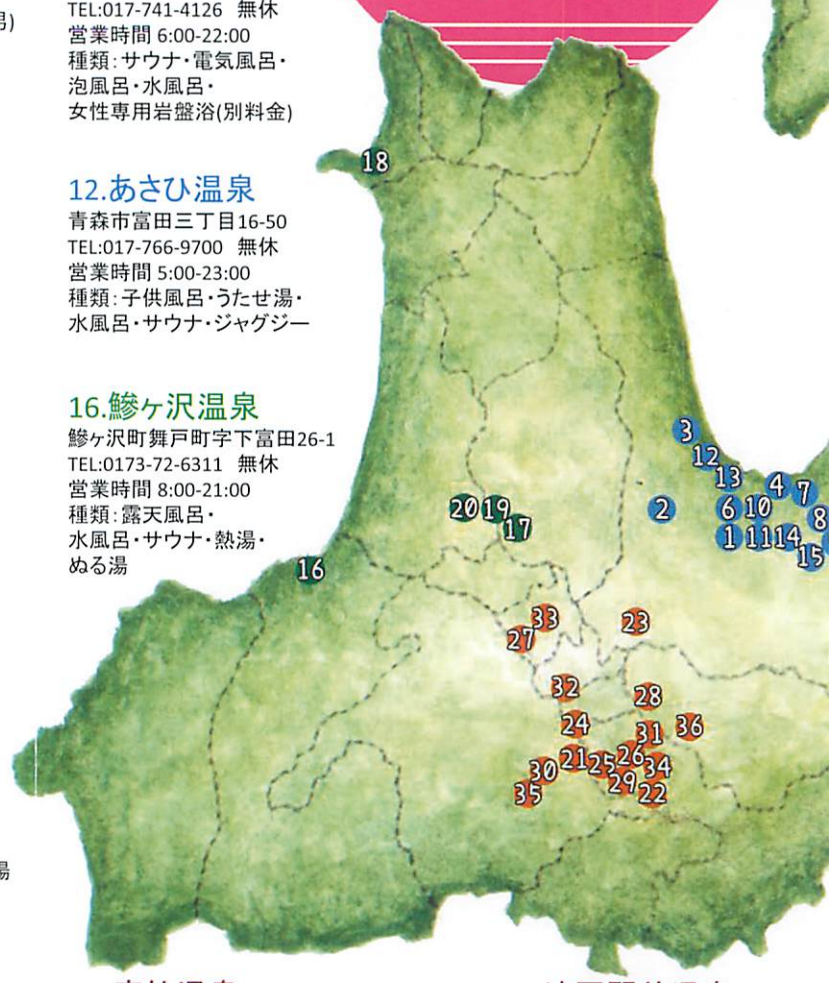 TEL:017-741-4126 無休
営業時間 6:00-22:00
種類:サウナ・電気風呂・
泡風呂・水風呂・
女性専用岩盤浴(別料金)
12.あさひ温泉
青森市富田三丁目16-50
TEL:017-766-9700 無休
営業時間 5:00-23:00
種類:子供風呂・うたせ湯・
水風呂・サウナ・ジャグジー
16.鰺ヶ沢温泉
鰺ヶ沢町舞戸町字下富田26-1
TEL:0173-72-6311 無休
営業時間 8:00-21:00
種類:露天風呂・
水風呂・サウナ・熱湯・
ぬる湯
18
3
12
13
4
7
20
19
17
2
6
10
8
1
11
14
15
16
33
27
23
32
28
24
31
36
21
25
26
34
30
29
35
22